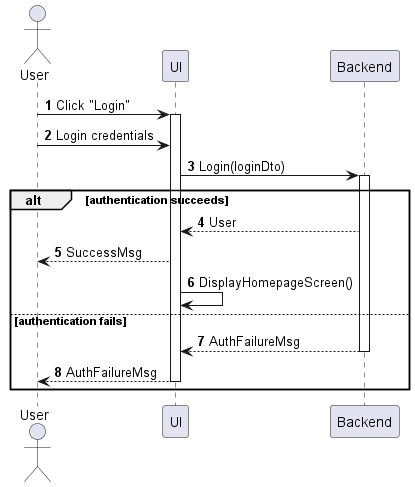 User
UI
Backend
1 Click "Login"
2 Login credentials
3 Login(loginDto)
alt
[authentication succeeds]
4 User
5 SuccessMsg
6 DisplayHomepageScreen()
[authentication fails]
7 AuthFailureMsg
8 AuthFailureMsg
User
UI
Backend